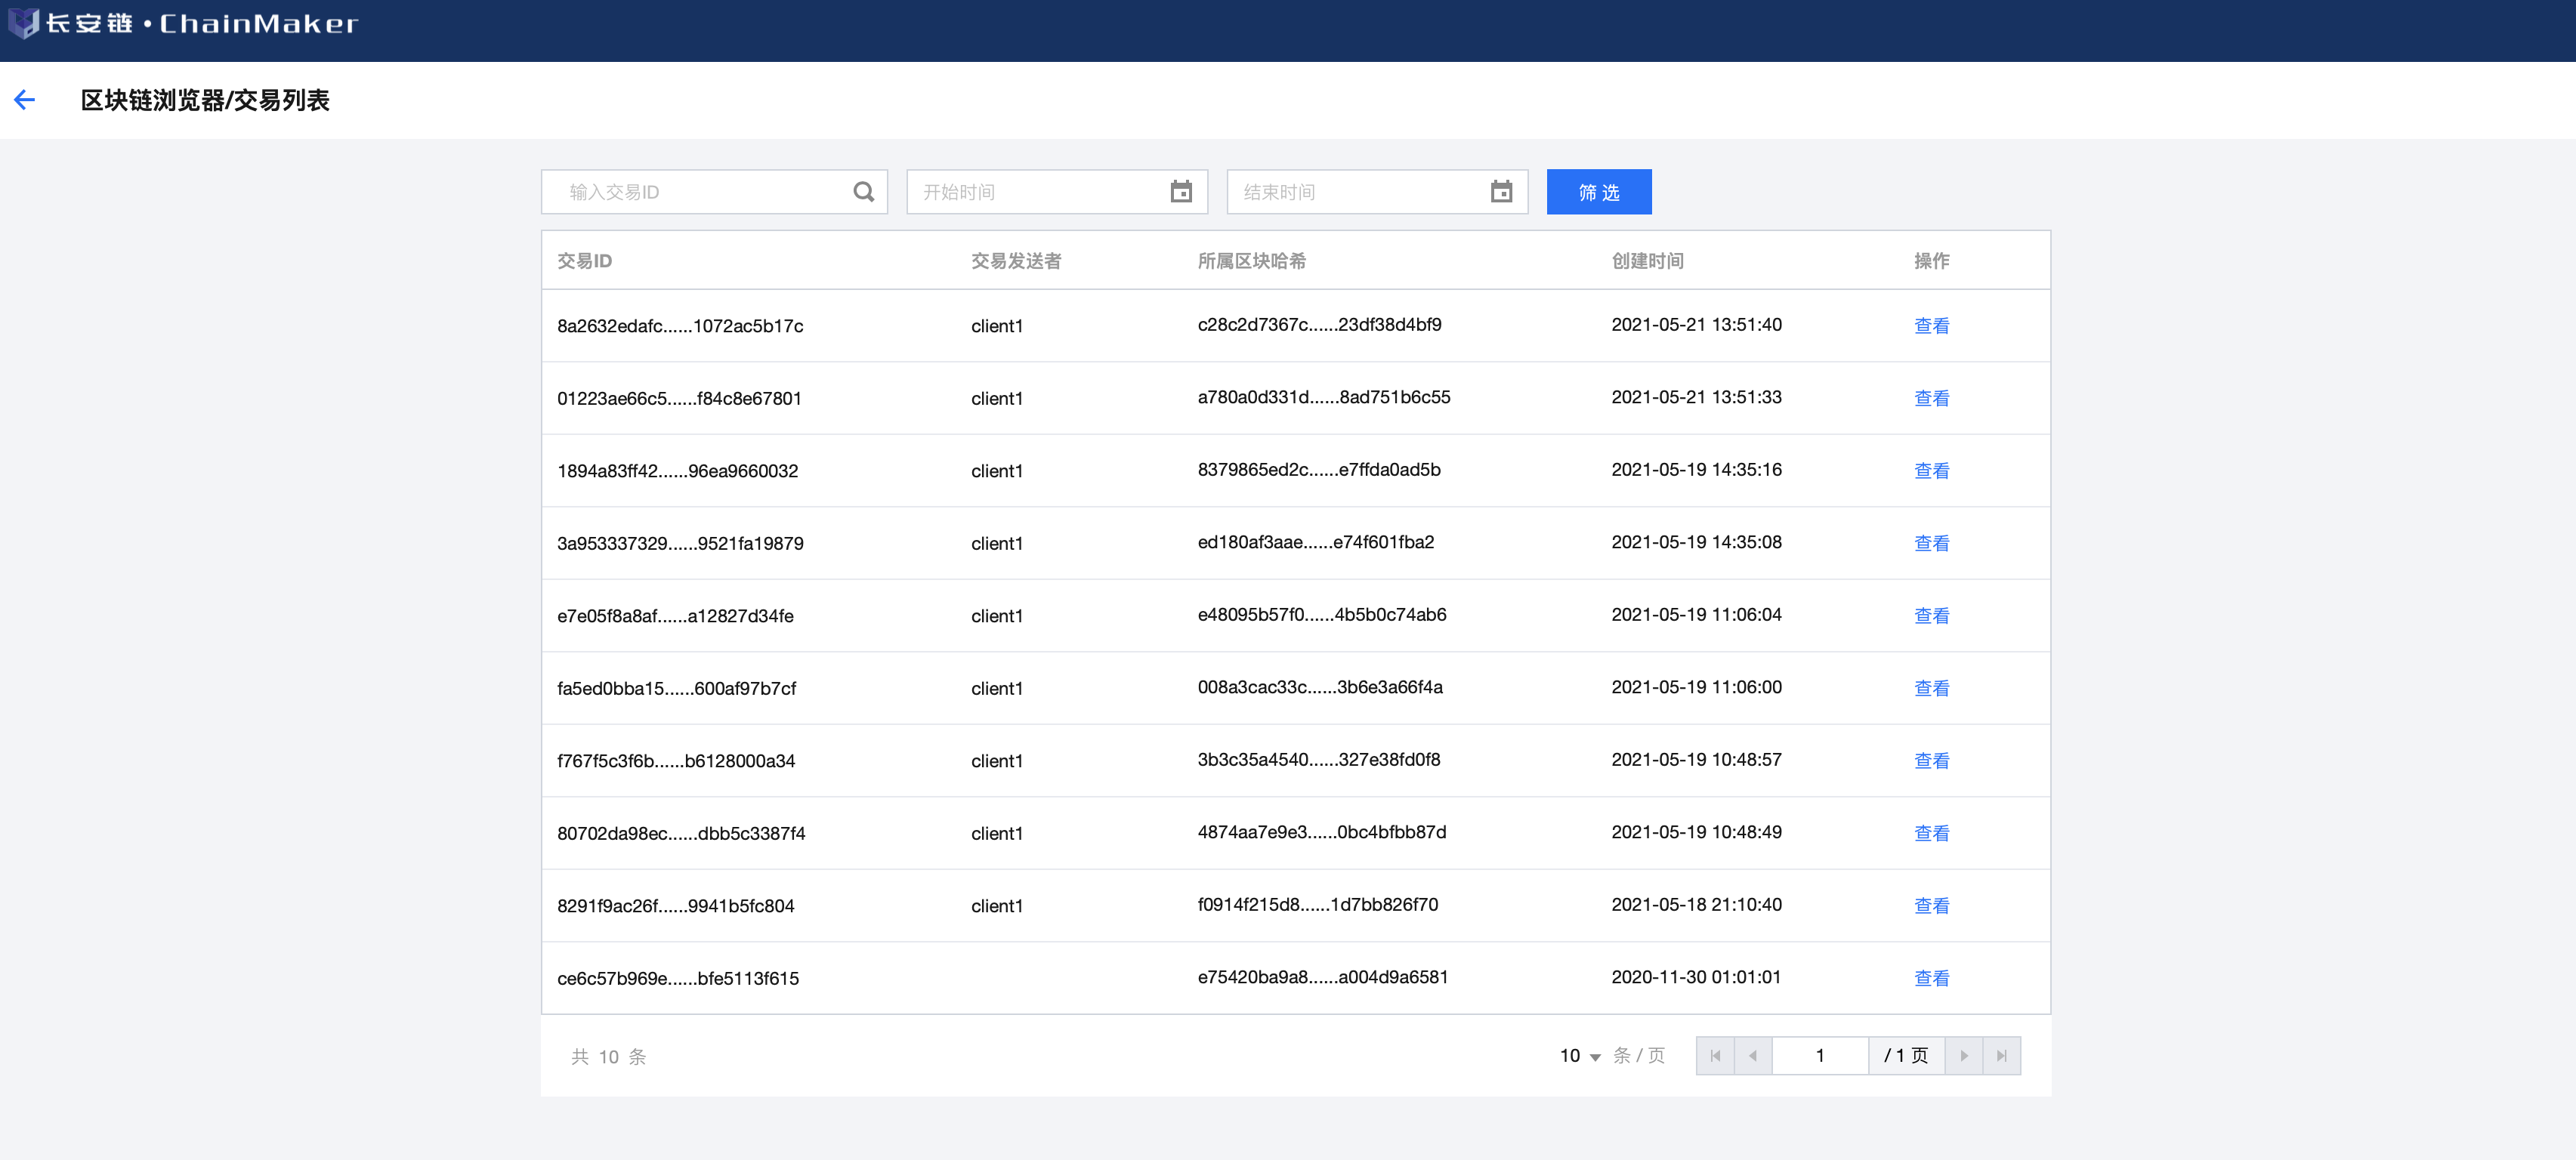 长安链·ChainMaker
区块链浏览器/交易列表
输入交易ID 开始时间 结束时间 筛 选
交易ID 交易发送者 所属区块哈希 创建时间 操作
8a2632edafc......1072ac5b17c client1 c28c2d7367c......23df38d4bf9 2021-05-21 13:51:40 查看
01223ae66c5......f84c8e67801 client1 a780a0d331d......8ad751b6c55 2021-05-21 13:51:33 查看
1894a83ff42......96ea9660032 client1 8379865ed2c......e7ffda0ad5b 2021-05-19 14:35:16 查看
3a953337329......9521fa19879 client1 ed180af3aae......e74f601fba2 2021-05-19 14:35:08 查看
e7e05f8a8af......a12827d34fe client1 e48095b57f0......4b5b0c74ab6 2021-05-19 11:06:04 查看
fa5ed0bba15......600af97b7cf client1 008a3cac33c......3b6e3a66f4a 2021-05-19 11:06:00 查看
f767f5c3f6b......b6128000a34 client1 3b3c35a4540......327e38fd0f8 2021-05-19 10:48:57 查看
80702da98ec......dbb5c3387f4 client1 4874aa7e9e3......0bc4bfbb87d 2021-05-19 10:48:49 查看
8291f9ac26f......9941b5fc804 client1 f0914f215d8......1d7bb826f70 2021-05-18 21:10:40 查看
ce6c57b969e......bfe5113f615 e75420ba9a8......a004d9a6581 2020-11-30 01:01:01 查看
共 10 条 10 条 / 页 1 / 1 页